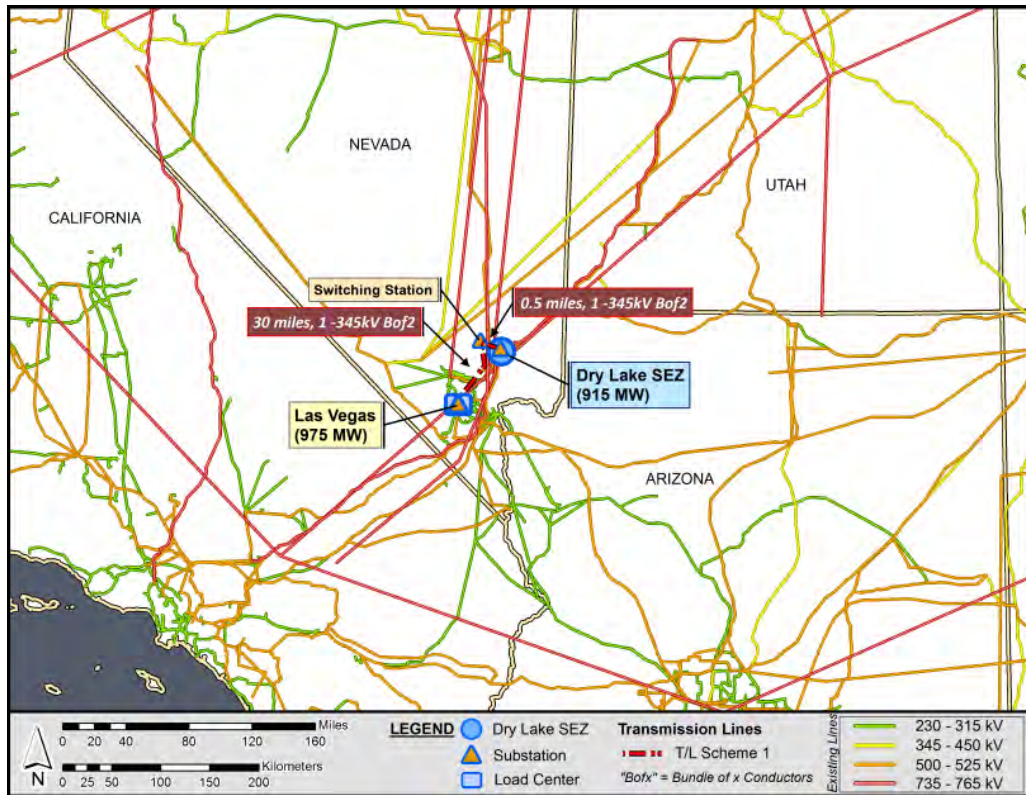 NEVADA
UTAH
CALIFORNIA
Switching Station
0.5 miles, 1 -345kV Bof2
30 miles, 1 -345kV Bof2
Dry Lake SEZ
(915 MW)
Las Vegas
(975 MW)
ARIZONA
Miles
0 20 40 80 120 160
Kilometers
0 25 50 100 150 200
N
LEGEND
Dry Lake SEZ
Substation
Load Center
Transmission Lines
T/L Scheme 1
"Bofx" = Bundle of x Conductors
Existing Lines
230 - 315 kV
345 - 450 kV
500 - 525 kV
735 - 765 kV